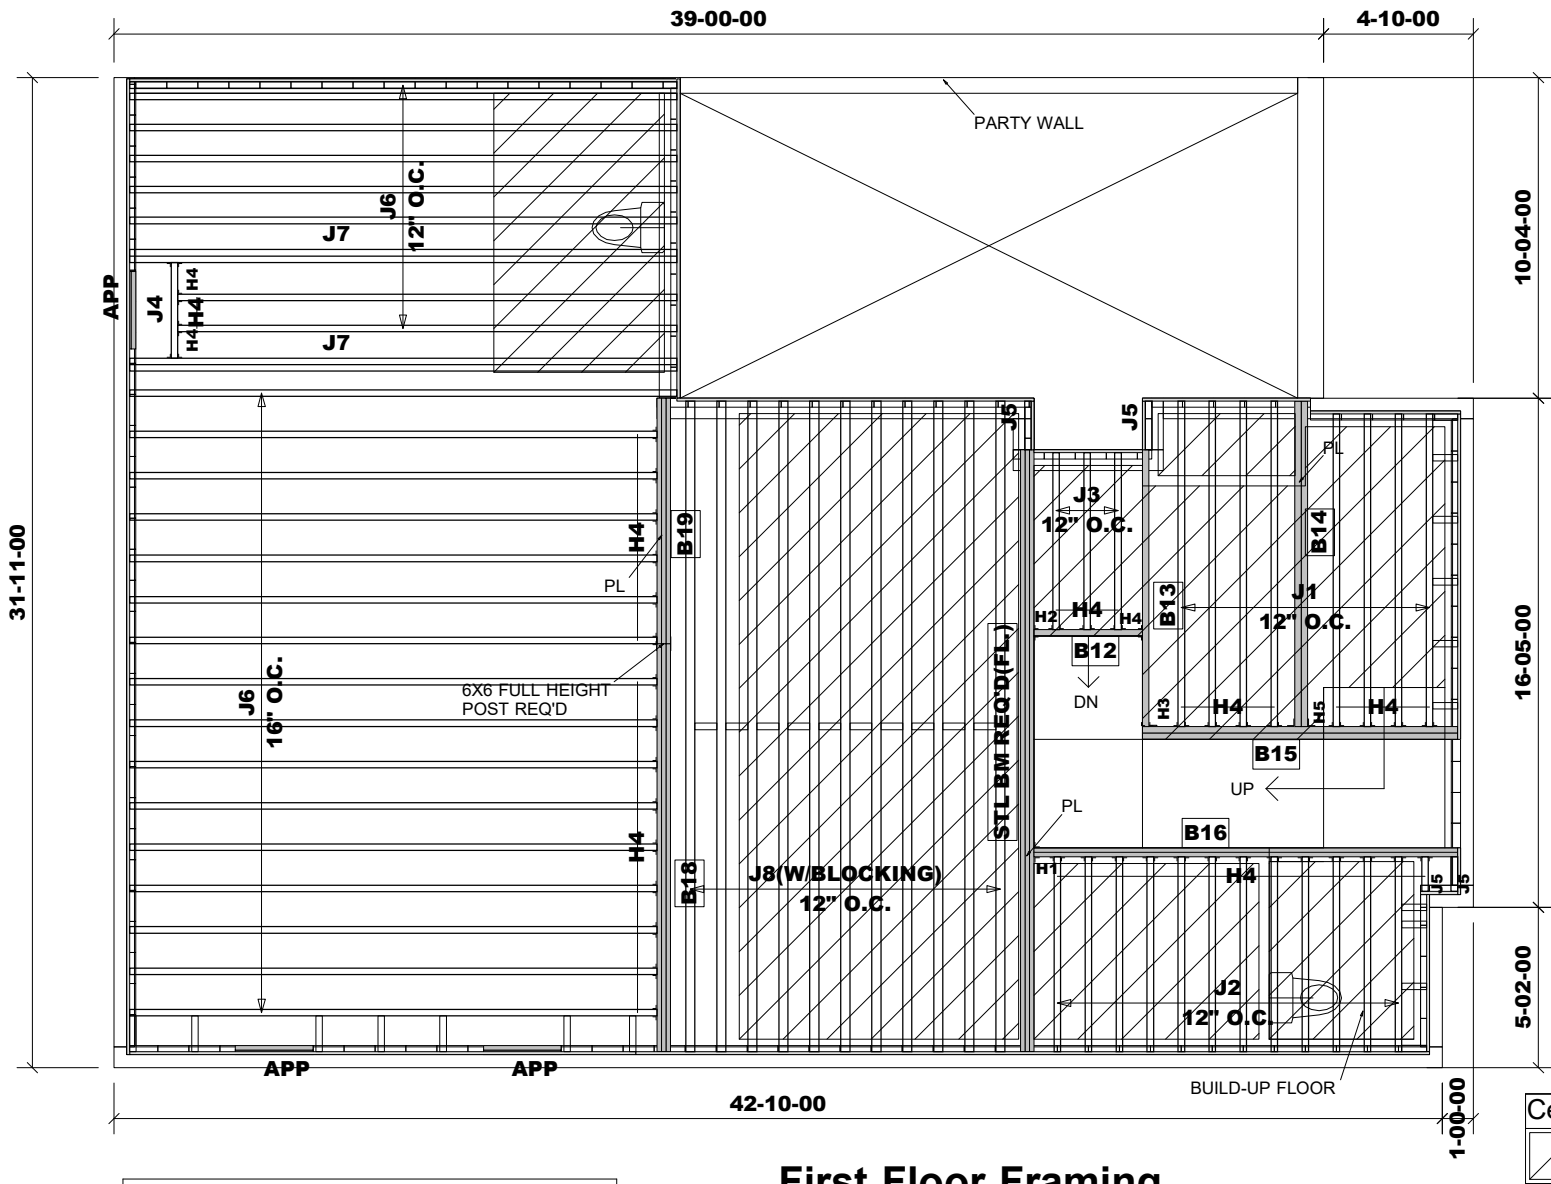 39-00-00
4-10-00
PARTY WALL
J6
12" O.C.
J7
10-04-00
APP
J4
H4
H4
H4
J7
J5
J5
PL
J3
12" O.C.
B14
B19
H4
31-11-00
PL
B13
J1
12" O.C.
H2
H4
H4
B12
STL BM REQ'D(FL.)
16-05-00
J6
16" O.C.
6X6 FULL HEIGHT
POST REQ'D
DN
H3
H4
H5
H4
B15
UP
PL
B16
H4
B18
J8(W/BLOCKING)
12" O.C.
H1
H4
J5
J5
J2
12" O.C.
5-02-00
APP
APP
BUILD-UP FLOOR
42-10-00
1-00-00
Ce
First Floor Framing